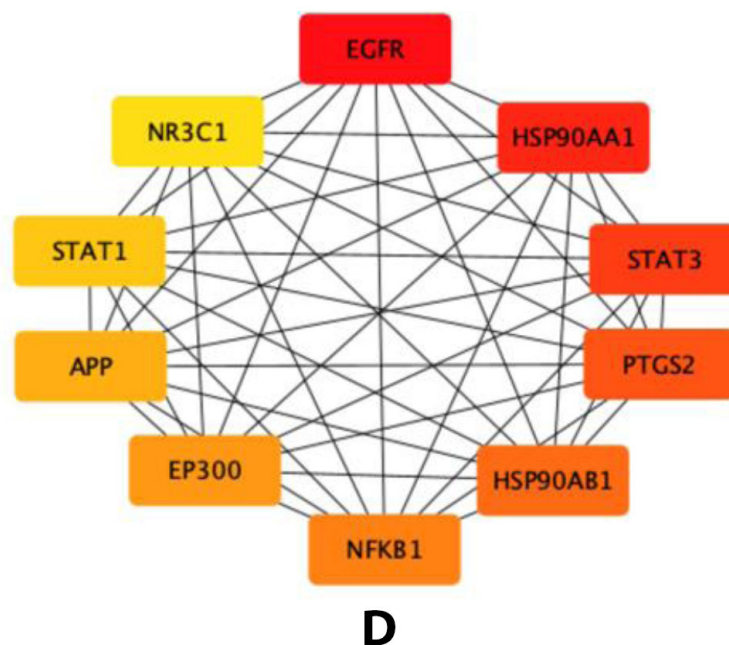 EGFR
NR3C1
HSP90AA1
STAT1
STAT3
APP
PTGS2
EP300
HSP90AB1
NFKB1
D